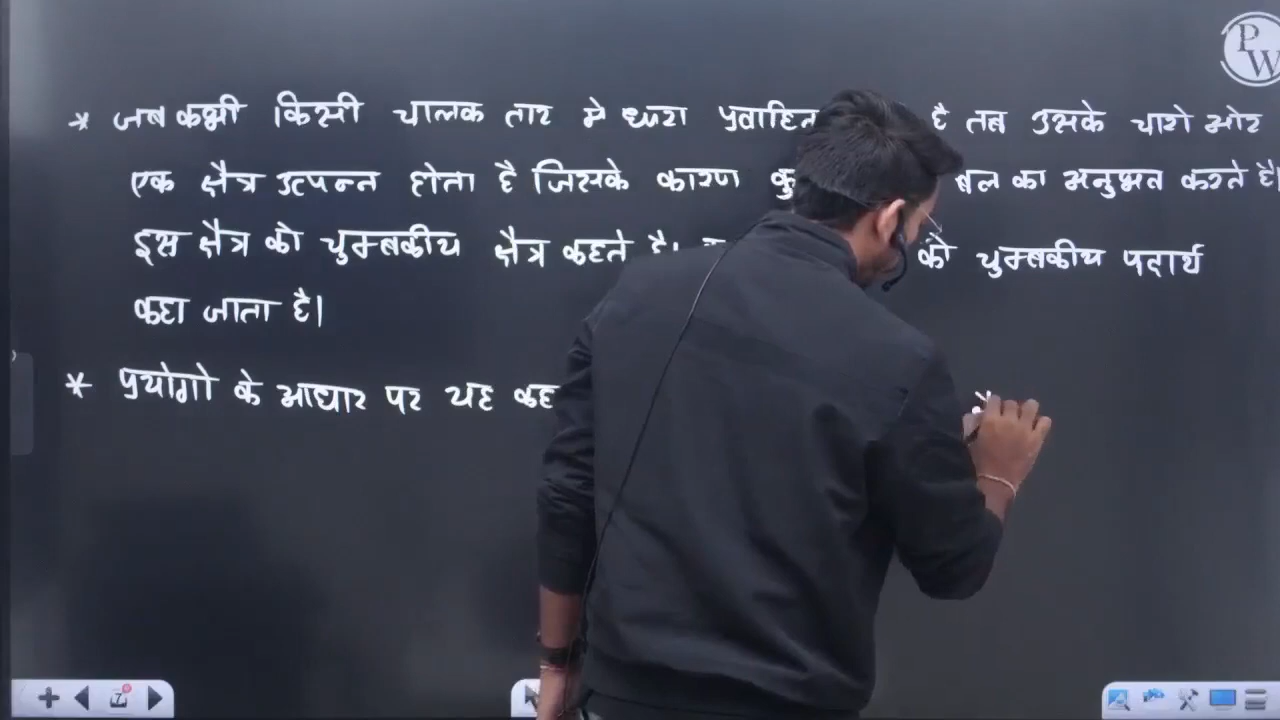 PW
* जब कभी किसी चालक तार मे धारा प्रवाहित है तब उसके चारो ओर
एक क्षैत्र उत्पन्न होता है जिसके कारण बल का अनुभव करते है।
इस क्षैत्र को चुम्बकीय क्षैत्र कहते है। को चुम्बकीय पदार्थ
कहा जाता है।
* प्रयोगो के आधार पर यह